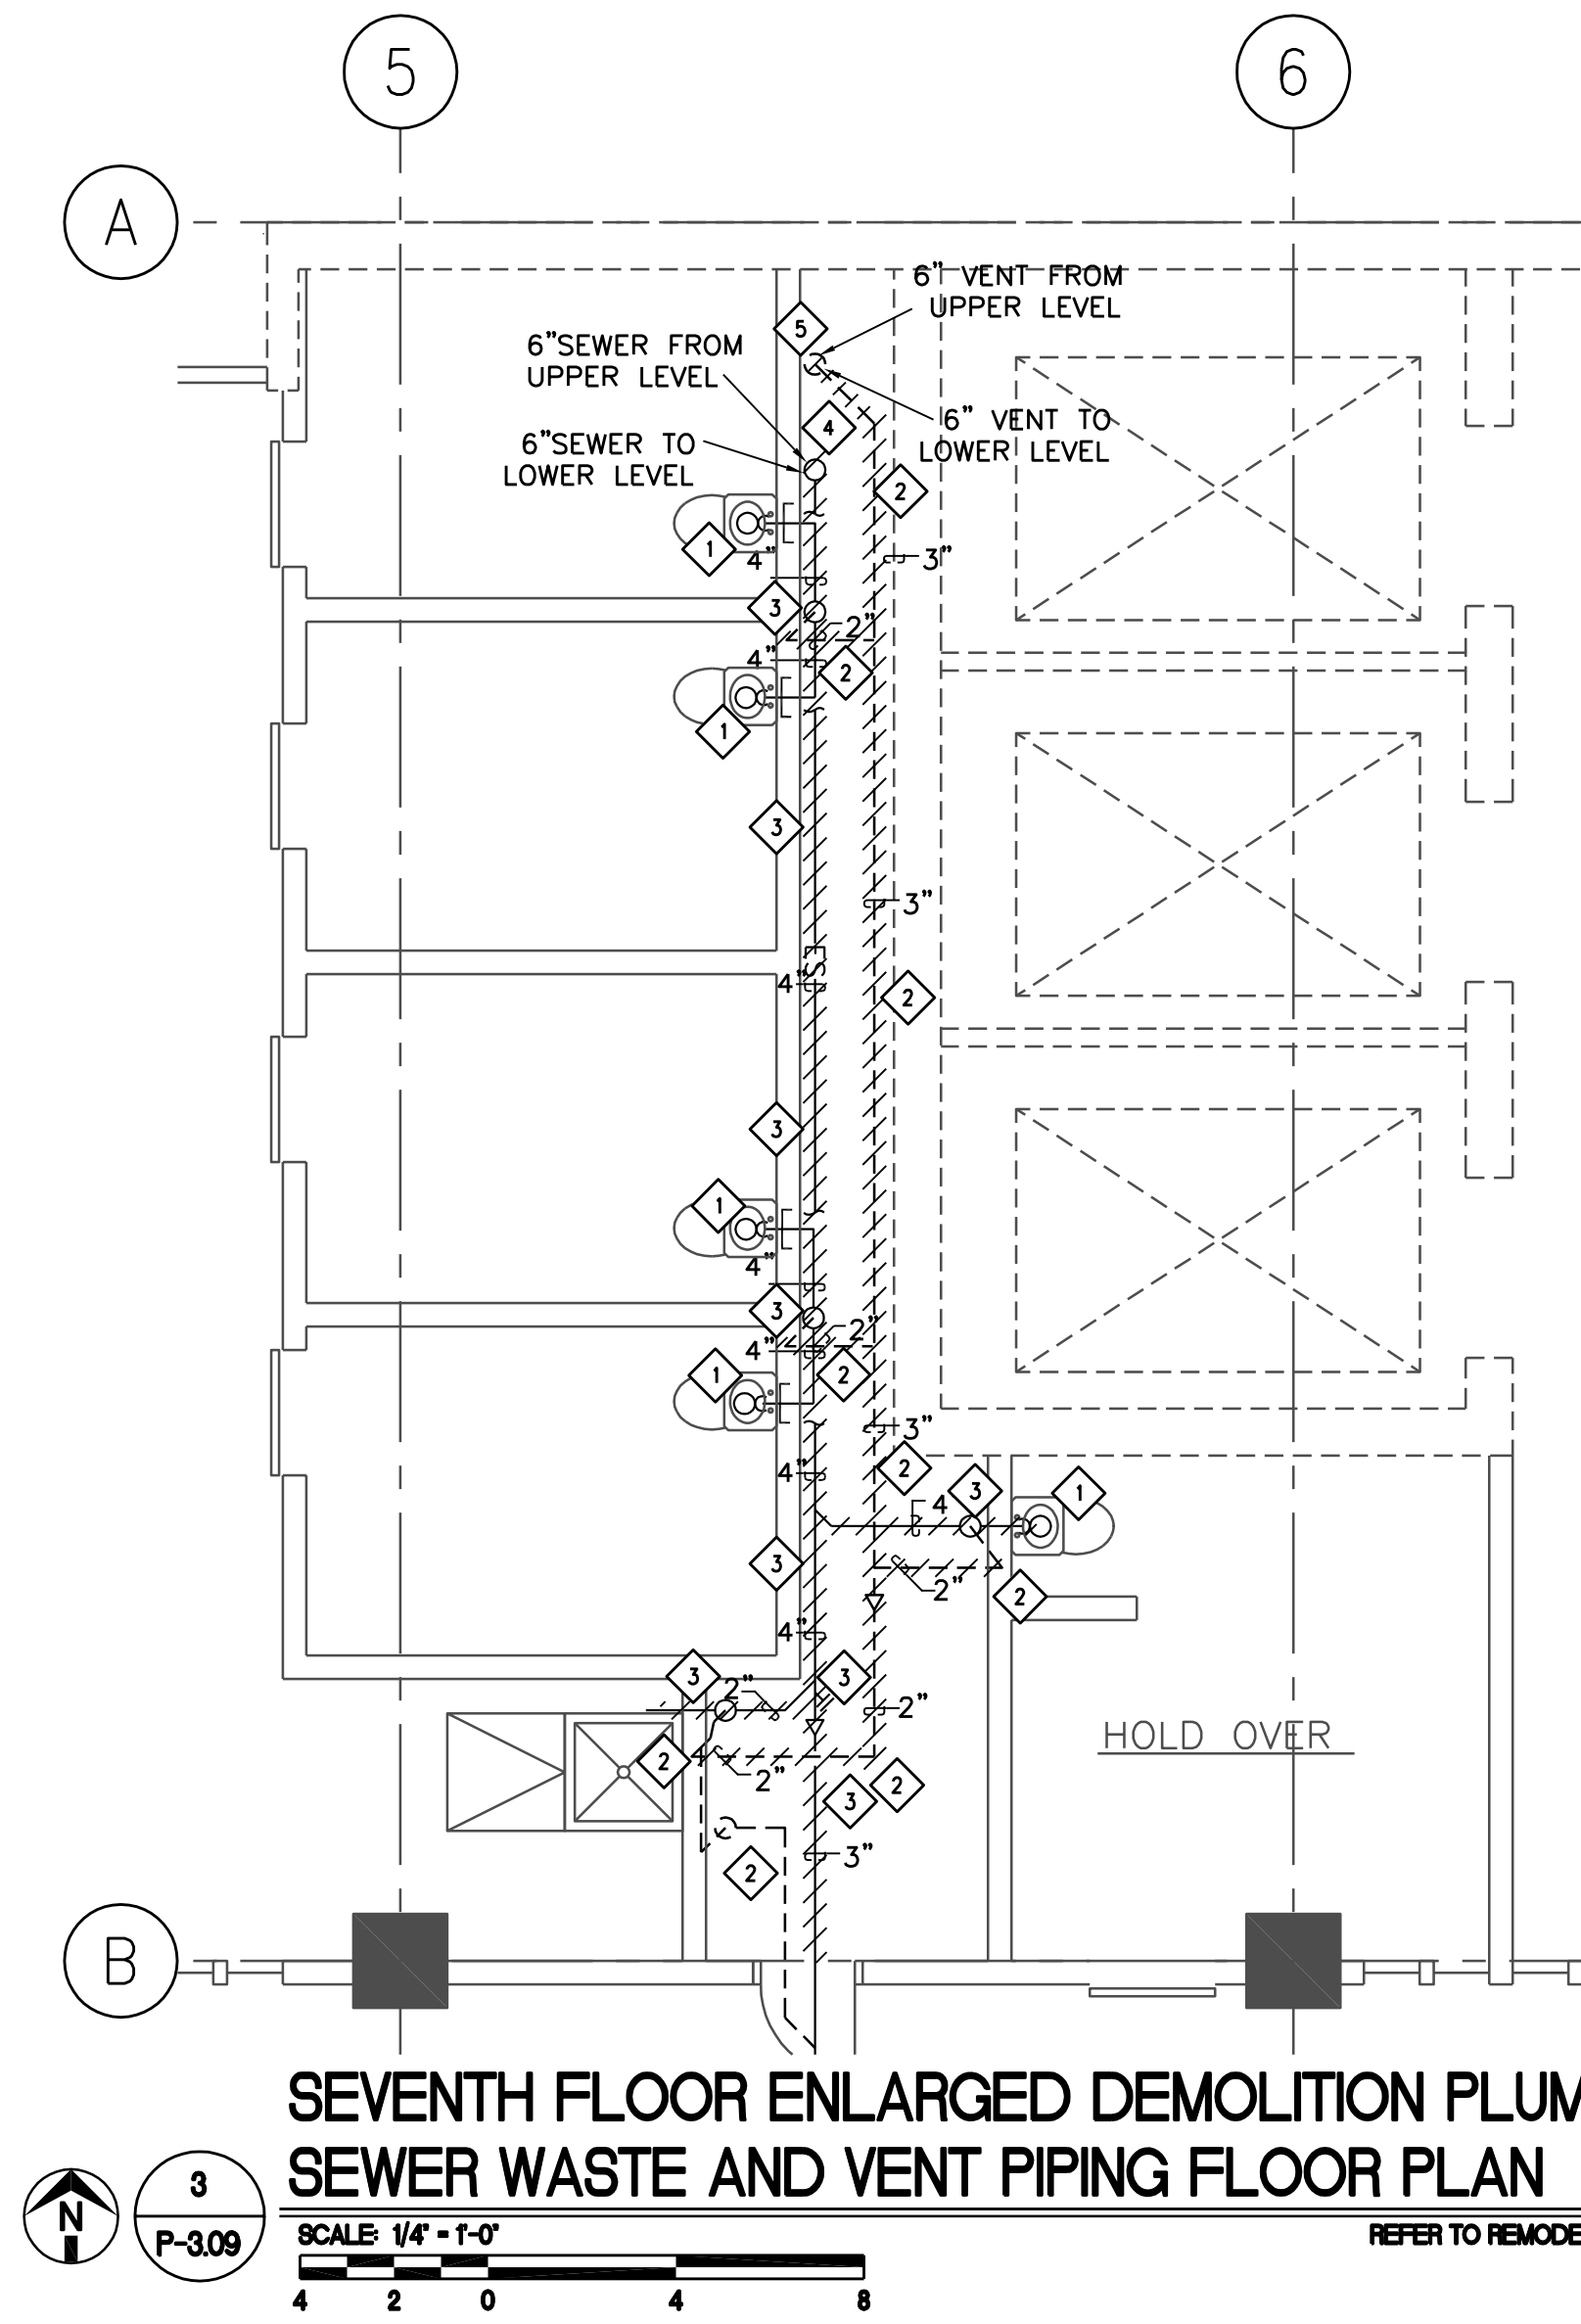 5
6
A
6" VENT FROM
UPPER LEVEL
5
6"SEWER FROM
UPPER LEVEL
6" VENT TO
LOWER LEVEL
4
6"SEWER TO
LOWER LEVEL
2
1
4"
3"
3
2"
4"
2
1
3
3"
4"
2
3
1
4"
3
2"
4"
1
2
3"
2
4"
3
1
4
3
2"
2
4"
3
3
2"
2"
HOLD OVER
2
2"
2
3
3"
2
B
SEVENTH FLOOR ENLARGED DEMOLITION PLUM
SEWER WASTE AND VENT PIPING FLOOR PLAN
N
3
P-3.09
SCALE: 1/4" = 1'-0"
REFER TO REMODE
4 2 0 4 8